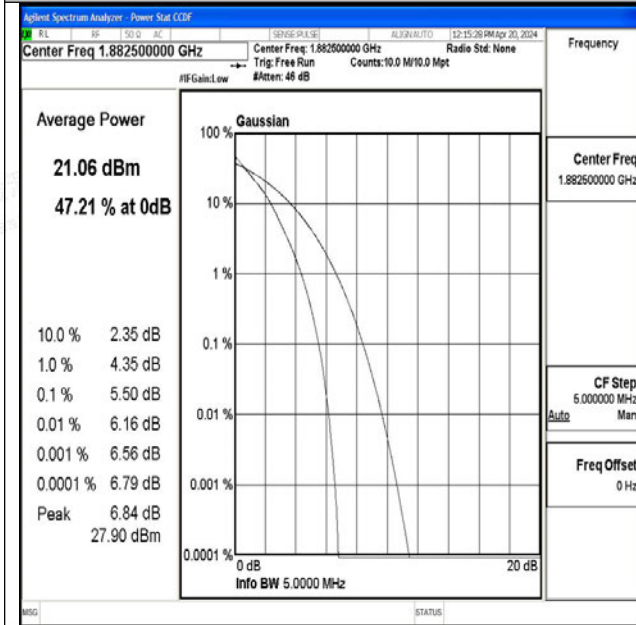 Agilent Spectrum Analyzer - Power Stat CCDF
RL RF 50 Ω AC SENSE:PULSE ALIGNAUTO 12:15:28 PM Apr 20, 2024
Center Freq 1.882500000 GHz
Center Freq: 1.882500000 GHz
Radio Std: None
Trig: Free Run
Counts:10.0 M/10.0 Mpt
#IFGain:Low
#Atten: 46 dB
Average Power
21.06 dBm
47.21 % at 0dB
10.0 % 2.35 dB
1.0 % 4.35 dB
0.1 % 5.50 dB
0.01 % 6.16 dB
0.001 % 6.56 dB
0.0001 % 6.79 dB
Peak 6.84 dB
27.90 dBm
Gaussian
100 %
10 %
1 %
0.1 %
0.01 %
0.001 %
0.0001 %
0 dB 20 dB
Info BW 5.0000 MHz
Frequency
Center Freq
1.882500000 GHz
CF Step
5.000000 MHz
Auto Man
Freq Offset
0 Hz
MSG STATUS